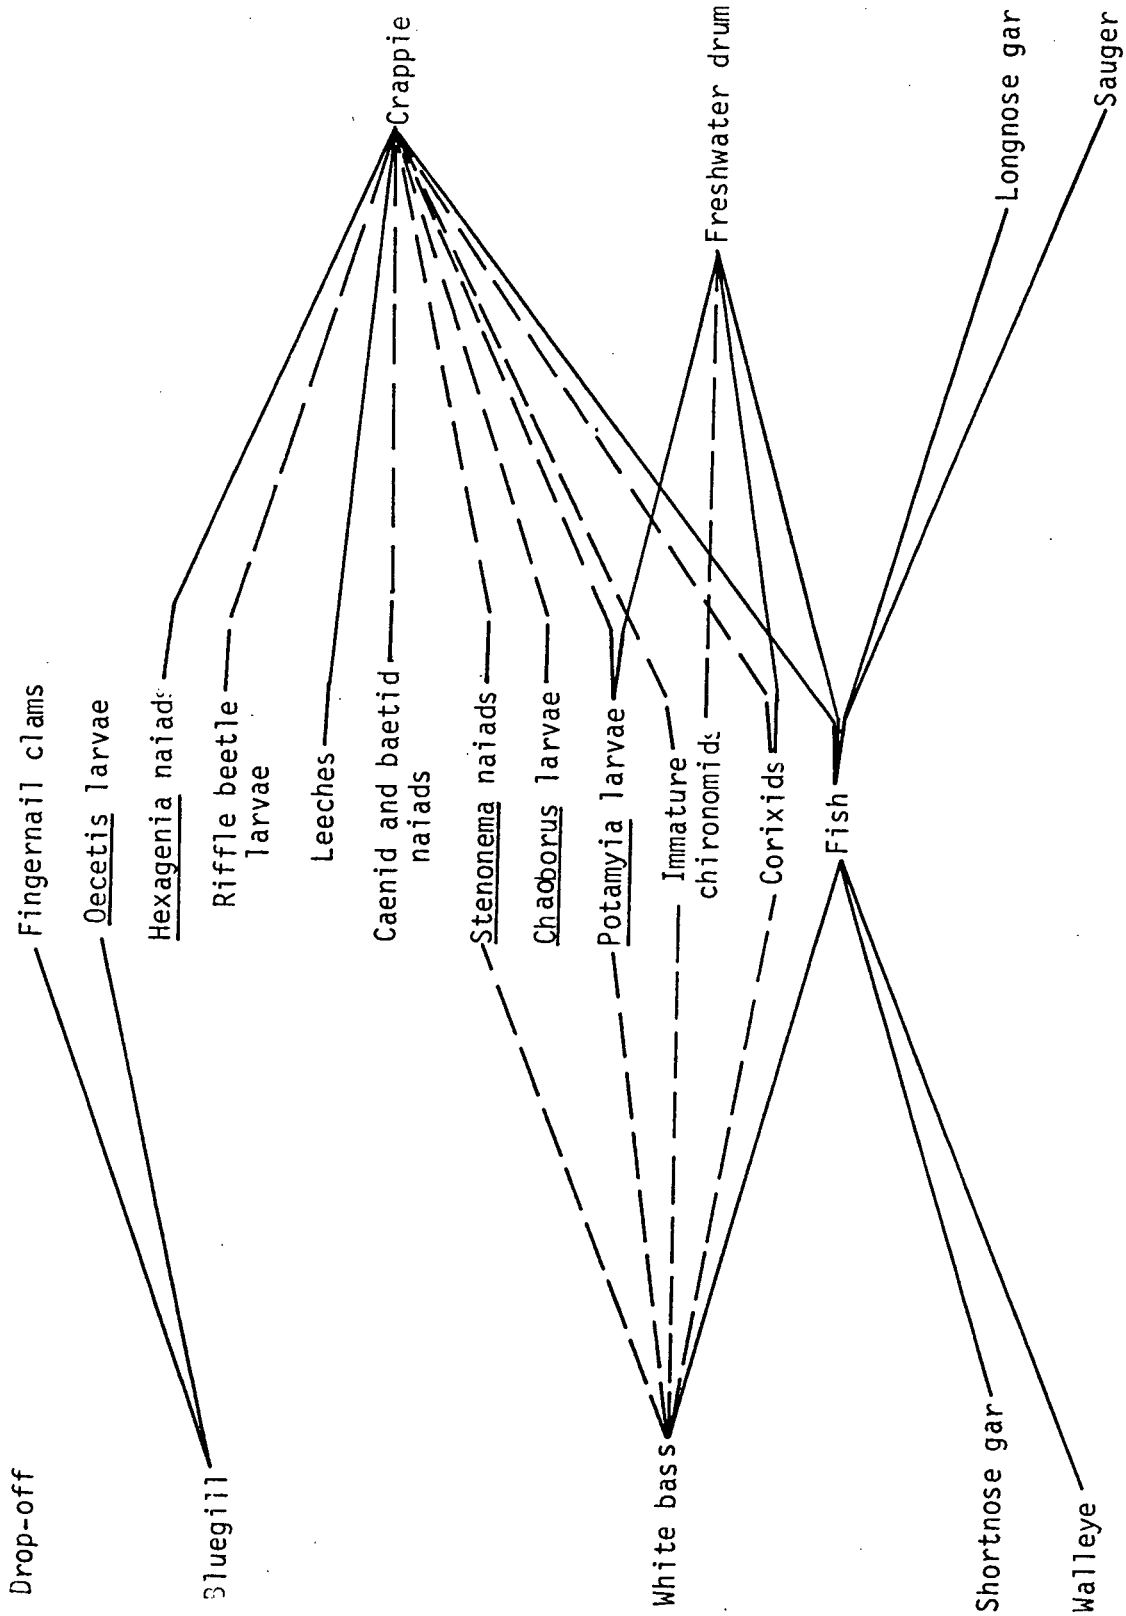 Drop-off
Fingernail clams
Oecetis larvae
Bluegill
Hexagenia naiads
Riffle beetle
larvae
Leeches
Caenid and baetid
naiads
Crappie
Stenonema naiads
Chaoborus larvae
Potamyia larvae
White bass
Immature
chironomids
Freshwater drum
Corixids
Fish
Shortnose gar
Longnose gar
Walleye
Sauger